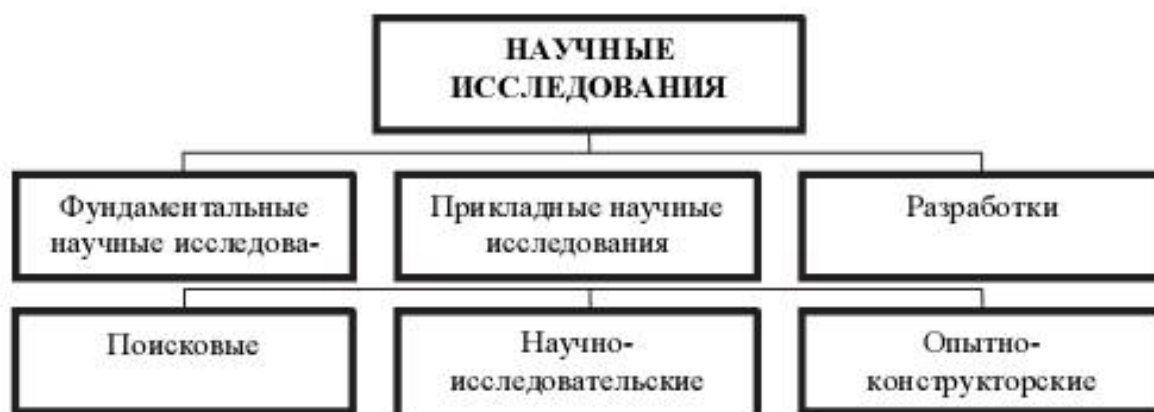 НАУЧНЫЕ
ИССЛЕДОВАНИЯ
Фундаментальные
научные исследова-
Прикладные научные
исследования
Разработки
Поисковые
Научно-
исследовательские
Опытно-
конструкторские